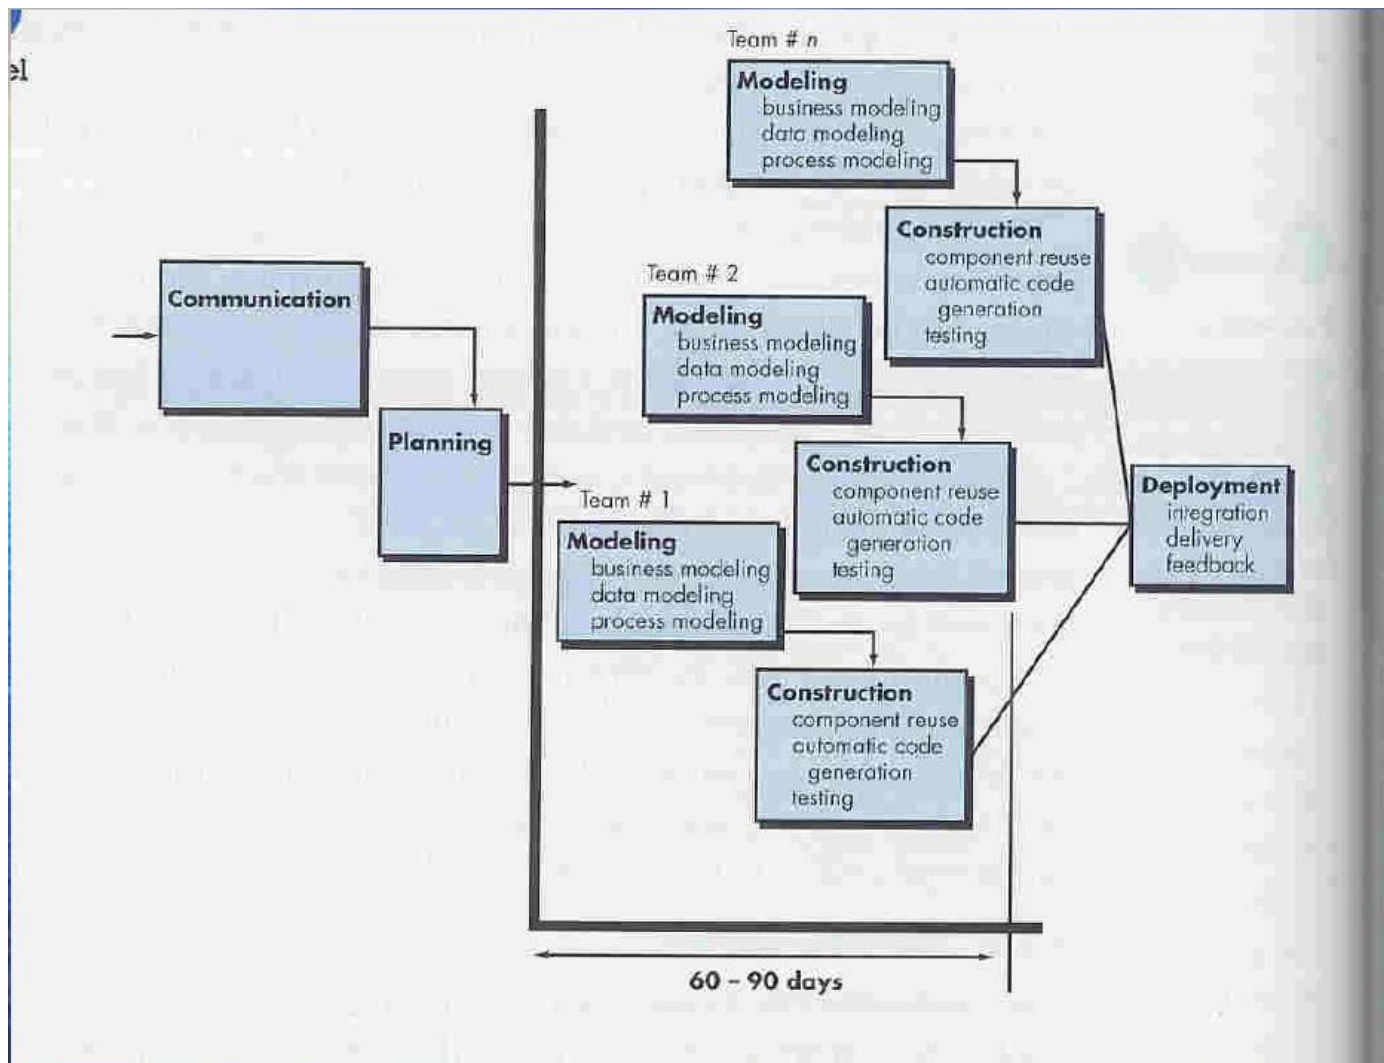 el
Team # n
Modeling
business modeling
data modeling
process modeling
Construction
component reuse
automatic code
generation
testing
Team # 2
Modeling
business modeling
data modeling
process modeling
Construction
component reuse
automatic code
generation
testing
Communication
Planning
Team # 1
Modeling
business modeling
data modeling
process modeling
Construction
component reuse
automatic code
generation
testing
Deployment
integration
delivery
feedback
60 – 90 days